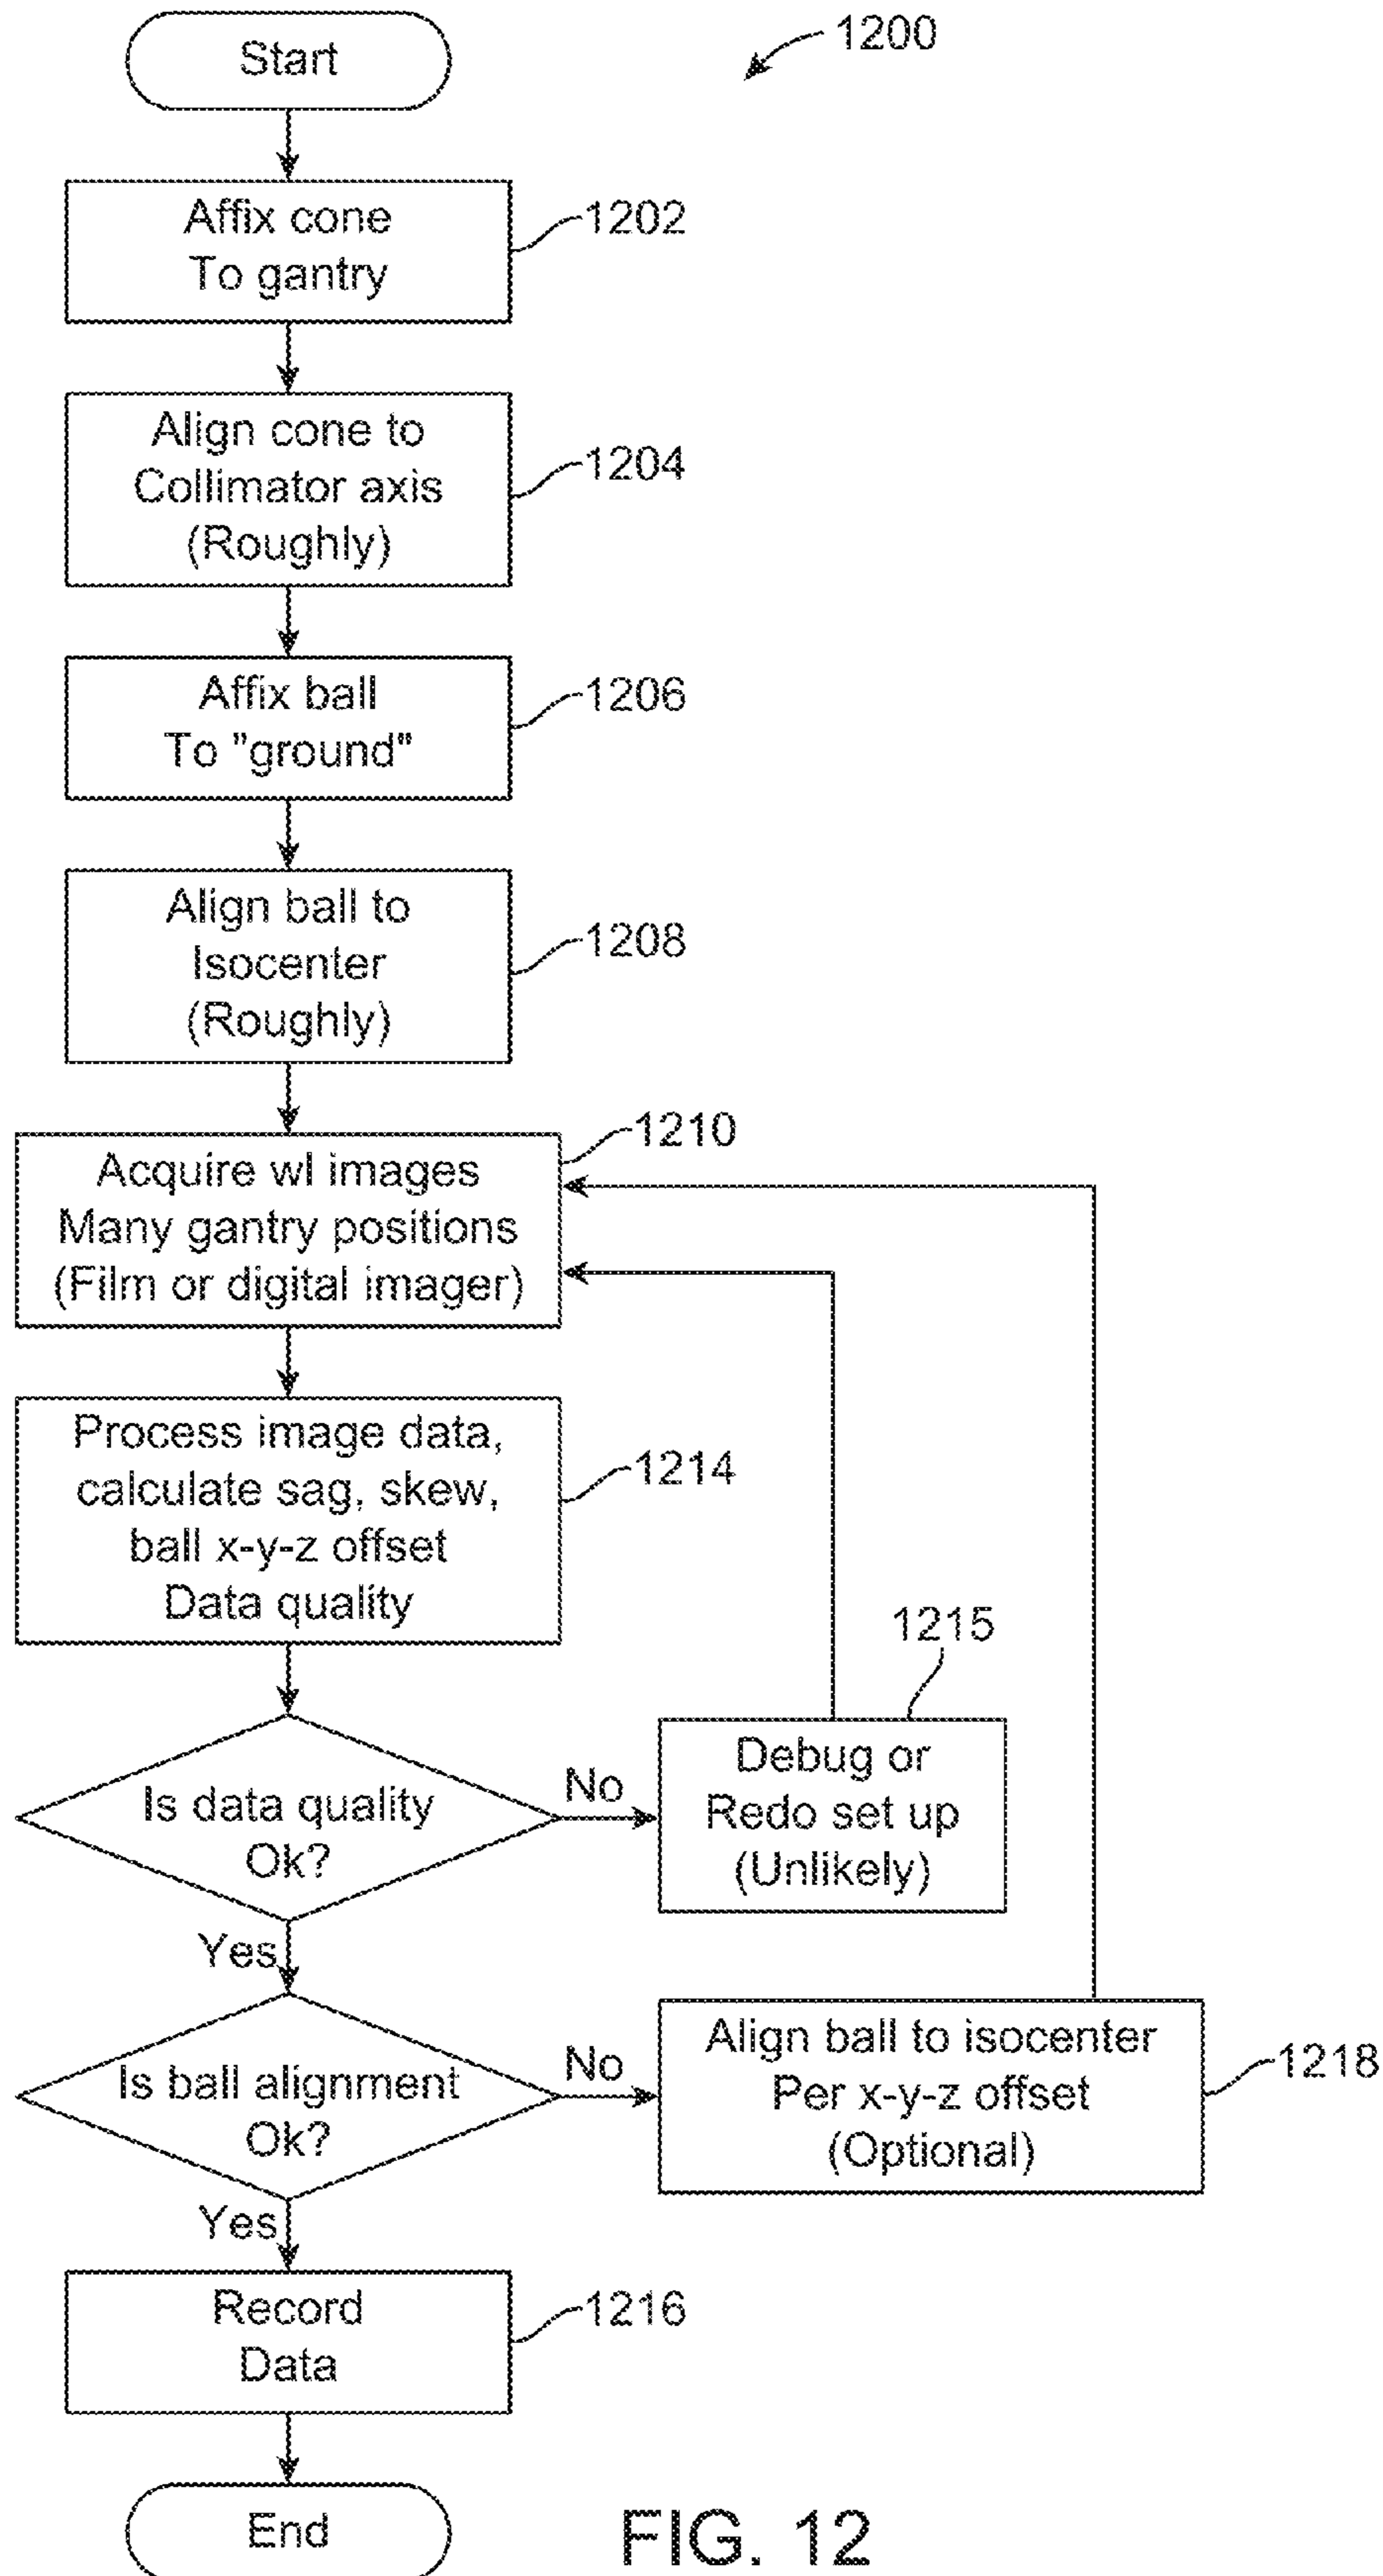 Start
1200
Affix cone
To gantry
1202
Align cone to
Collimator axis
(Roughly)
1204
Affix ball
To "ground"
1206
Align ball to
Isocenter
(Roughly)
1208
1210
Acquire wl images
Many gantry positions
(Film or digital imager)
Process image data,
calculate sag, skew,
ball x-y-z offset
Data quality
1214
1215
Is data quality
Ok?
No
Debug or
Redo set up
(Unlikely)
Yes
Is ball alignment
Ok?
No
Align ball to isocenter
Per x-y-z offset
(Optional)
1218
Yes
Record
Data
1216
End
FIG. 12